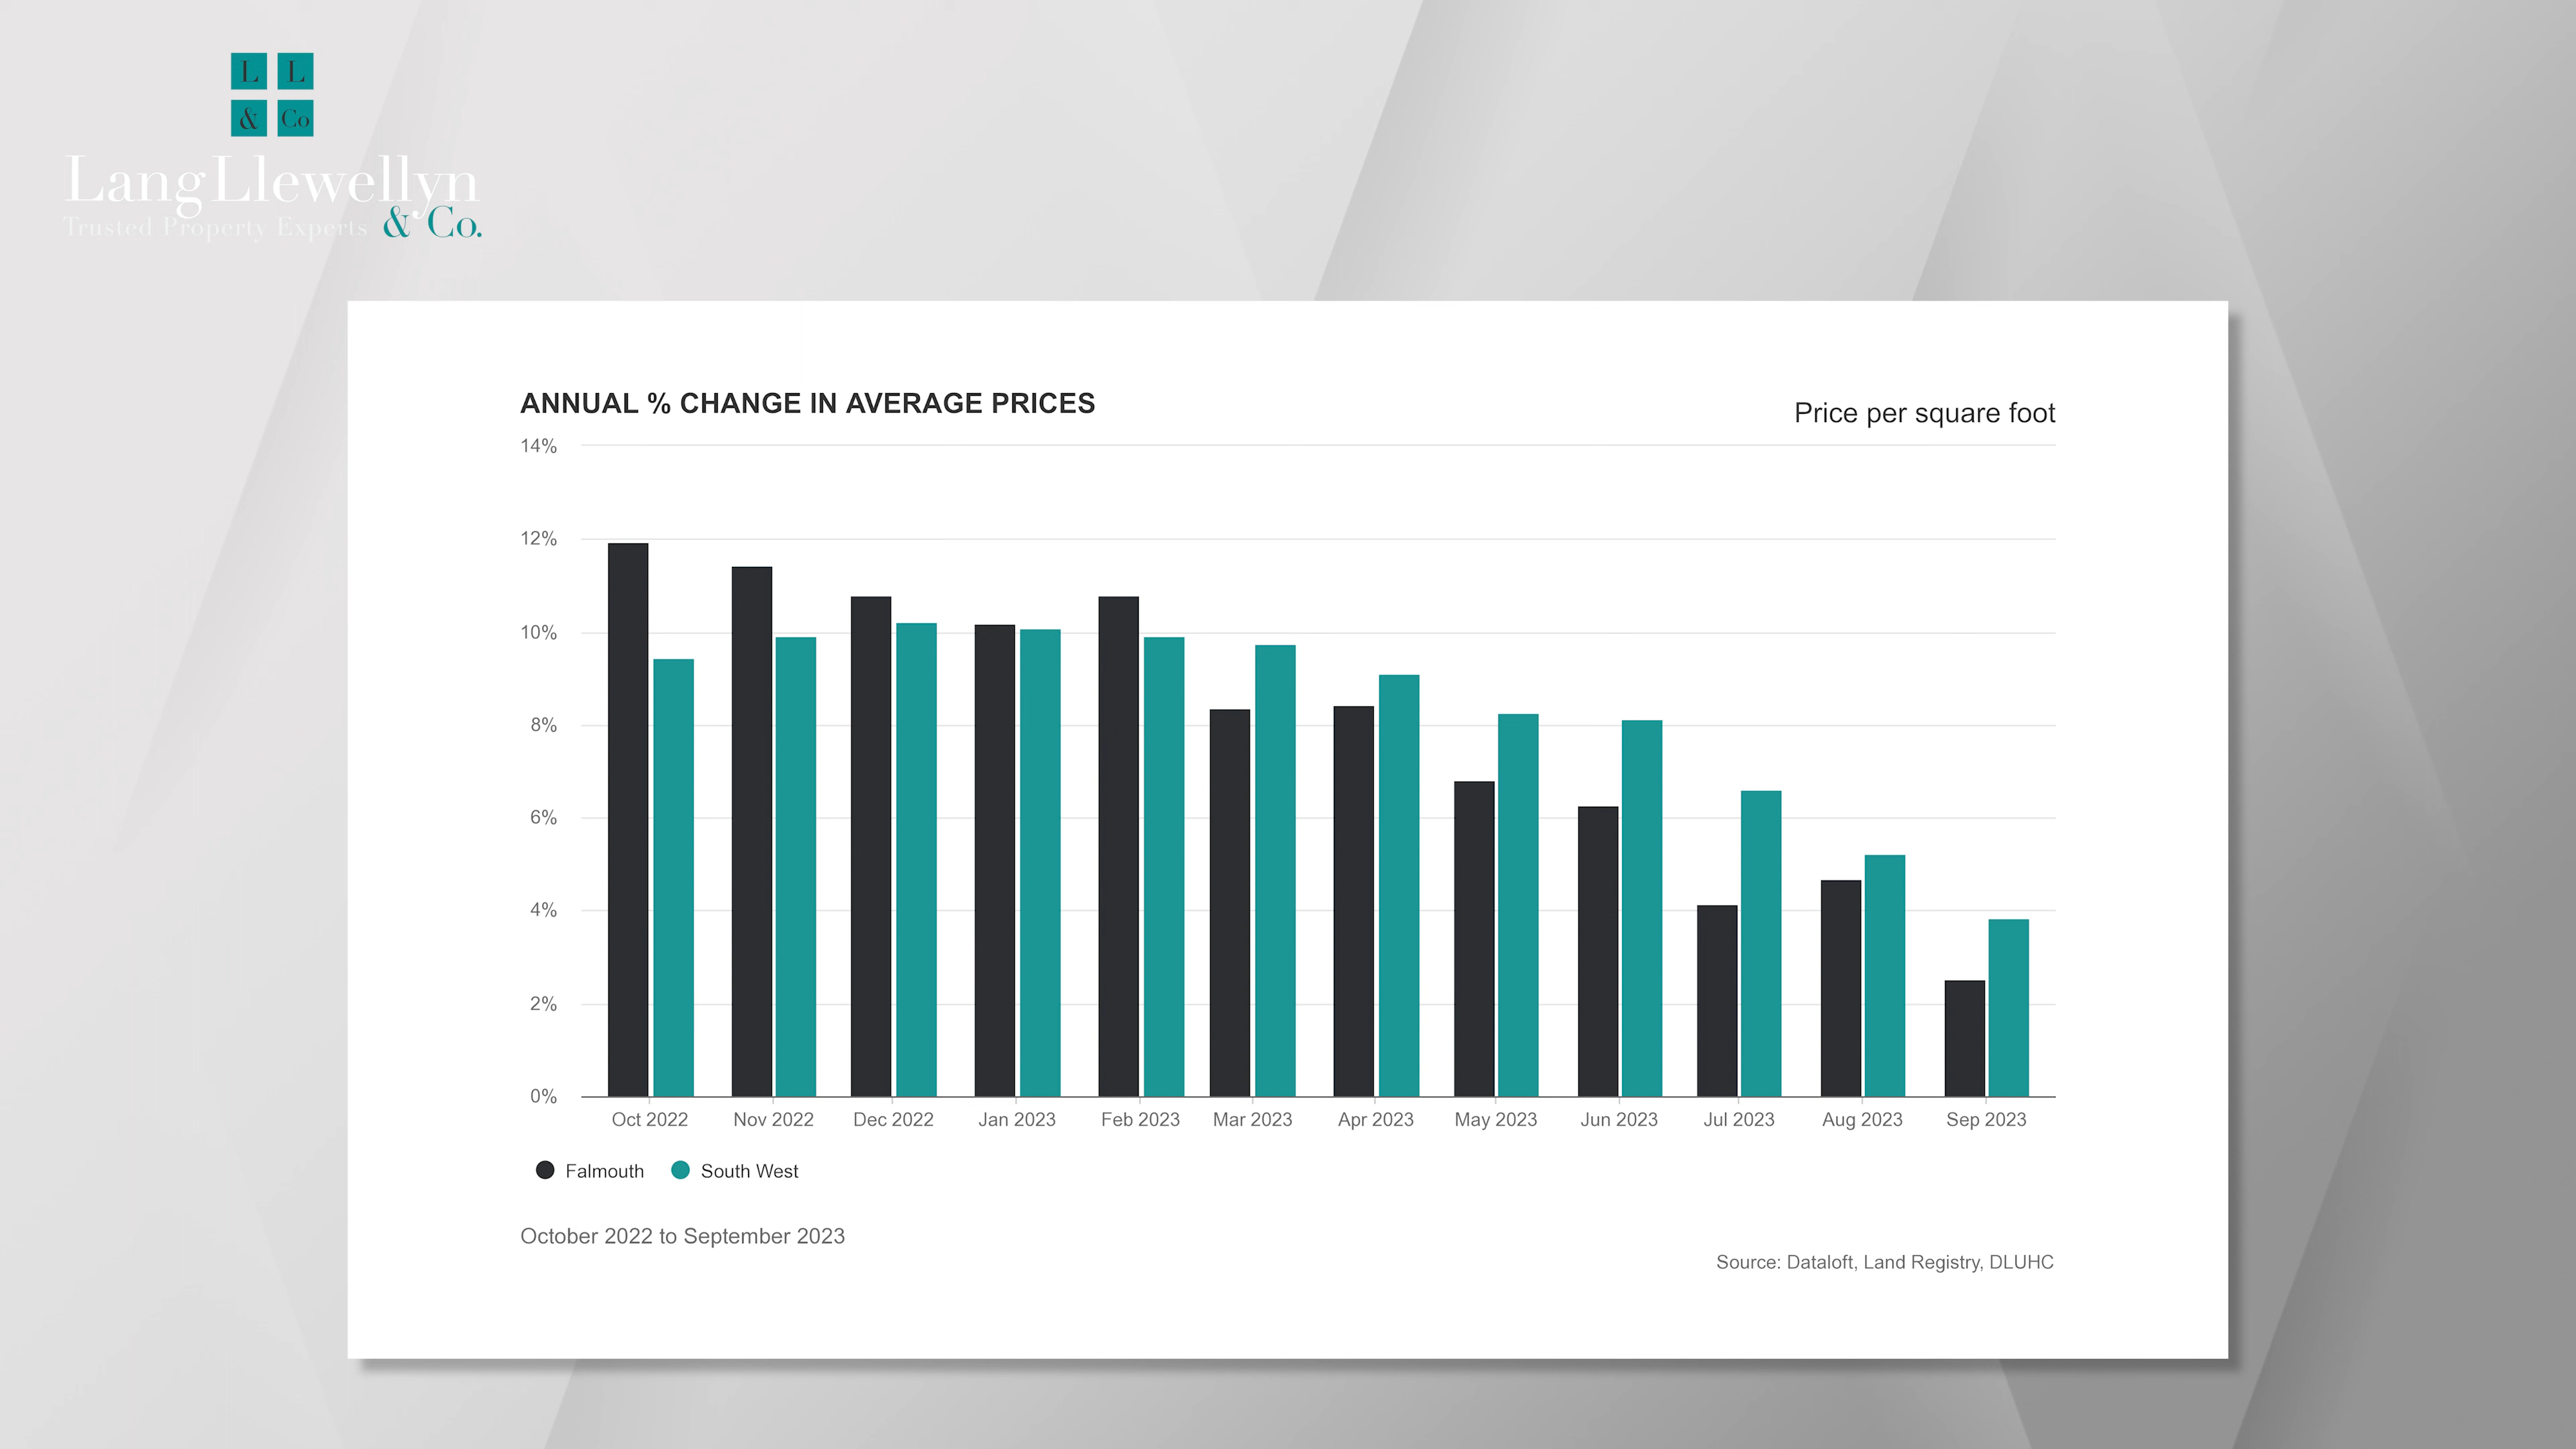 L L
& Co
Lang Llewellyn
Trusted Property Experts & Co.
ANNUAL % CHANGE IN AVERAGE PRICES
Price per square foot
14%
12%
10%
8%
6%
4%
2%
0%
Oct 2022 Nov 2022 Dec 2022 Jan 2023 Feb 2023 Mar 2023 Apr 2023 May 2023 Jun 2023 Jul 2023 Aug 2023 Sep 2023
Falmouth South West
October 2022 to September 2023
Source: Dataloft, Land Registry, DLUHC